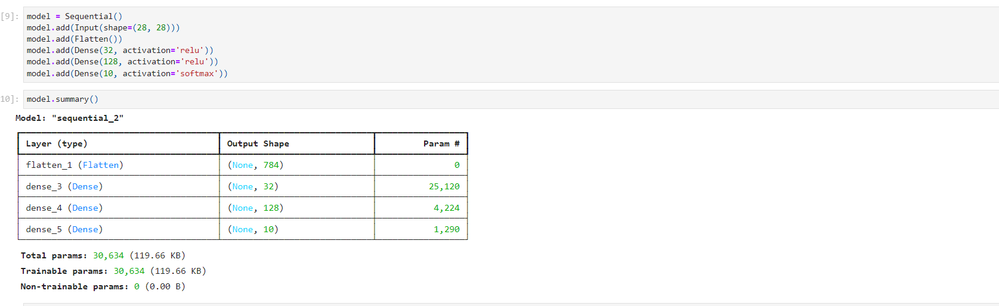 [9]: model = Sequential()
model.add(Input(shape=(28, 28)))
model.add(Flatten())
model.add(Dense(32, activation='relu'))
model.add(Dense(128, activation='relu'))
model.add(Dense(10, activation='softmax'))
10]: model.summary()
Model: "sequential_2"
Layer (type) Output Shape Param #
flatten_1 (Flatten) (None, 784) 0
dense_3 (Dense) (None, 32) 25,120
dense_4 (Dense) (None, 128) 4,224
dense_5 (Dense) (None, 10) 1,290
Total params: 30,634 (119.66 KB)
Trainable params: 30,634 (119.66 KB)
Non-trainable params: 0 (0.00 B)